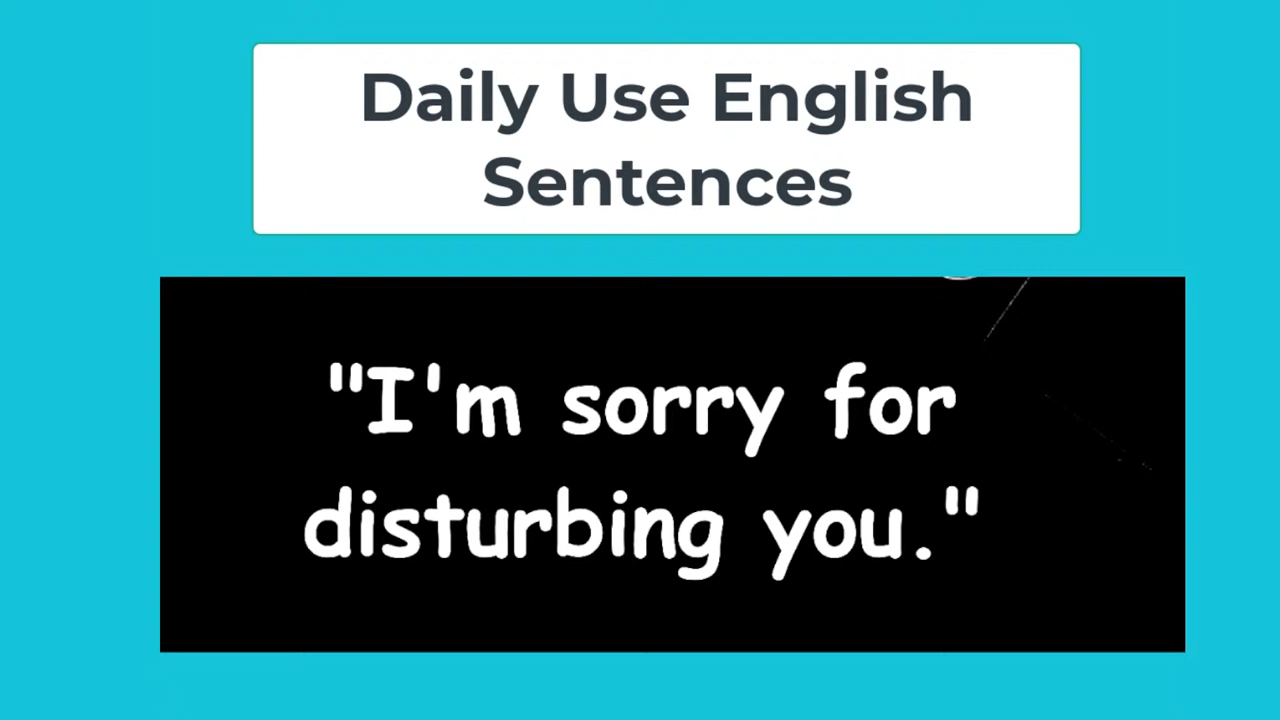 Daily Use English
Sentences
"I'm sorry for
disturbing you."